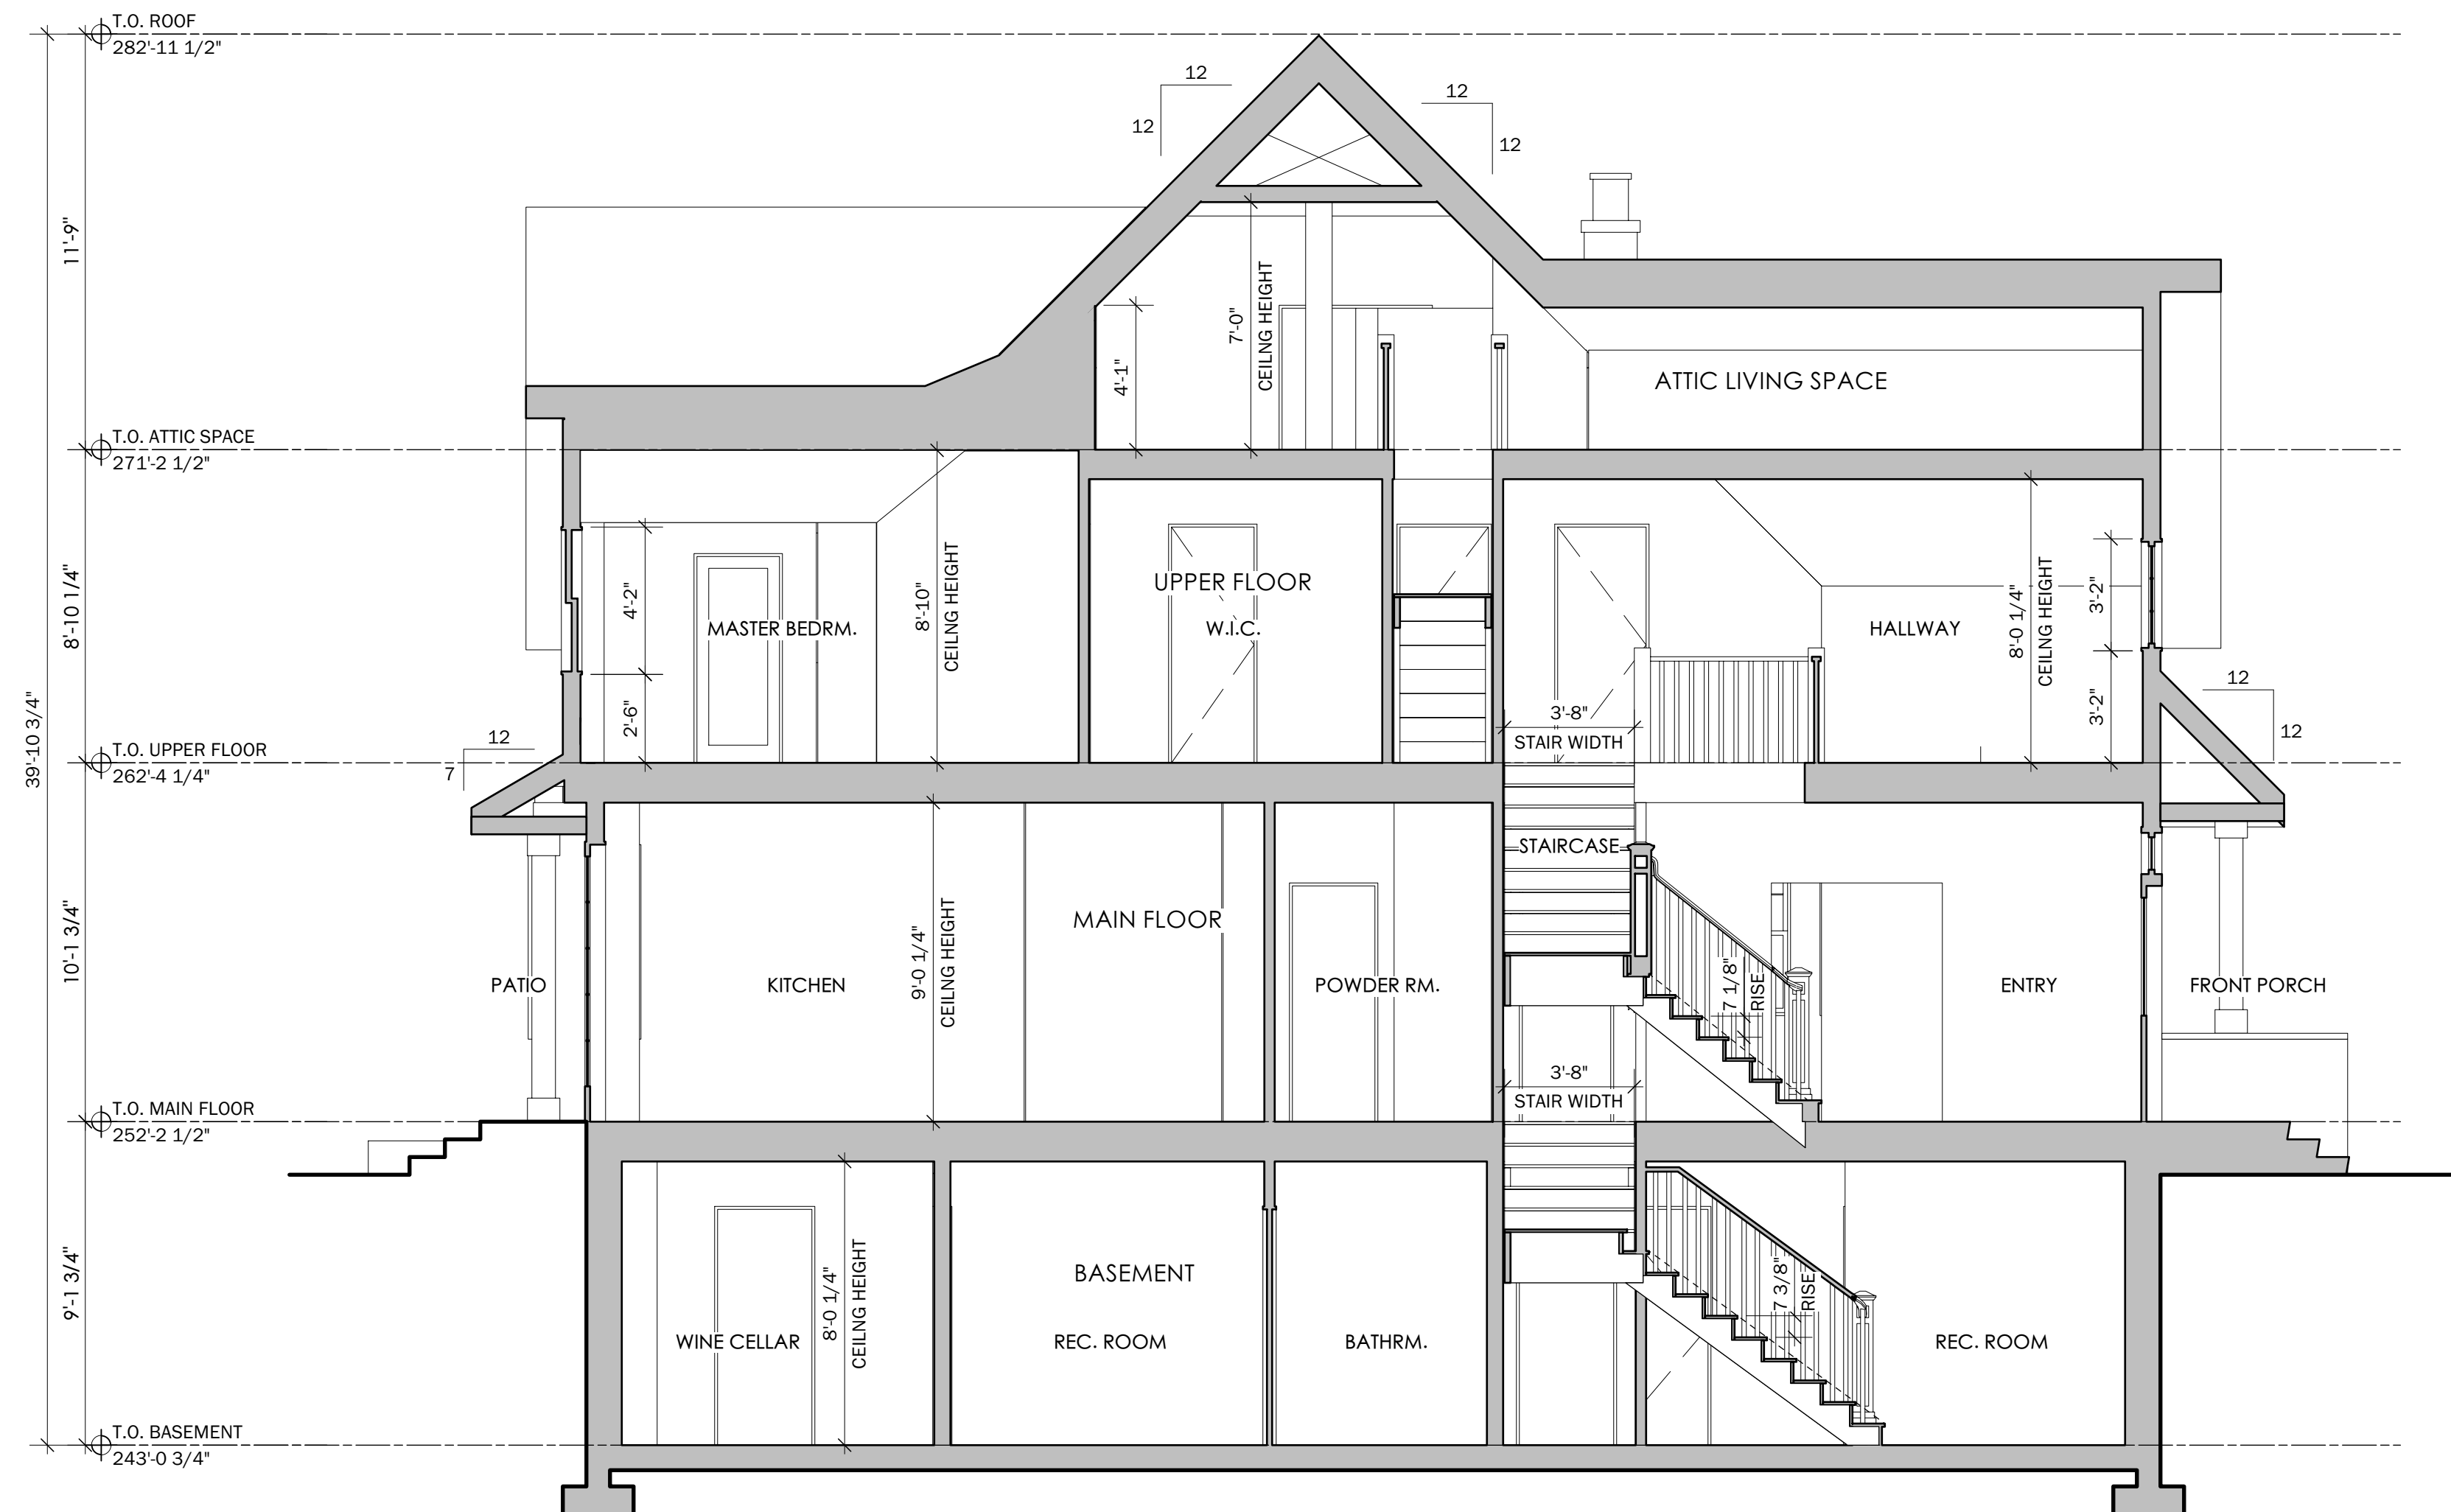 T.O. ROOF
282'-11 1/2"
12
12
12
12
11'-9"
7'-0"
CEILNG HEIGHT
4'-1"
ATTIC LIVING SPACE
T.O. ATTIC SPACE
271'-2 1/2"
8'-10 1/4"
4'-2"
2'-6"
MASTER BEDRM.
8'-10"
CEILNG HEIGHT
UPPER FLOOR
W.I.C.
3'-8"
STAIR WIDTH
HALLWAY
8'-0 1/4"
CEILNG HEIGHT
3'-2"
3'-2"
12
12
39'-10 3/4"
12
7
T.O. UPPER FLOOR
262'-4 1/4"
10'-1 3/4"
PATIO
KITCHEN
9'-0 1/4"
CEILNG HEIGHT
MAIN FLOOR
POWDER RM.
STAIRCASE
7 1/8"
RISE
ENTRY
FRONT PORCH
3'-8"
STAIR WIDTH
T.O. MAIN FLOOR
252'-2 1/2"
9'-1 3/4"
WINE CELLAR
8'-0 1/4"
CEILNG HEIGHT
BASEMENT
REC. ROOM
BATHRM.
7 3/8"
RISE
REC. ROOM
T.O. BASEMENT
243'-0 3/4"